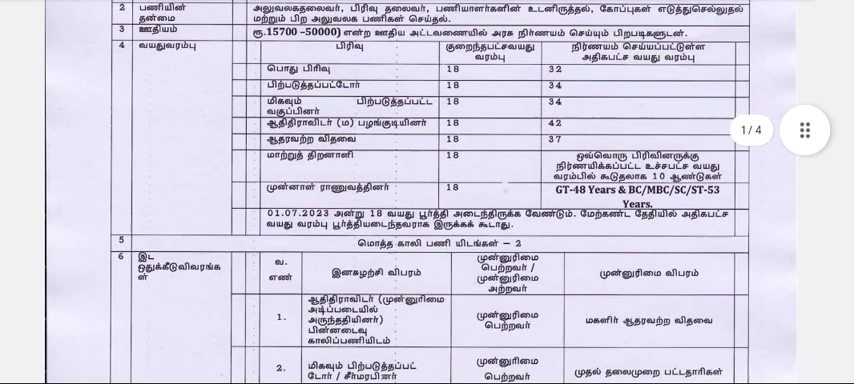 2 பணியின் தன்மை அலுவலகதலைவர், பிரிவு தலைவர், பணியாளர்களின் உடனிருத்தல், கோப்புகள் எடுத்துசெல்லுதல்
மற்றும் பிற அலுவலக பணிகள் செய்தல்.
3 ஊதியம் ரூ.15700 –50000) என்ற ஊதிய அட்டவணையில் அரசு நிர்ணயம் செய்யும் பிறபடிகளுடன்.
4 வயதுவரம்பு பிரிவு குறைந்தபட்சவயது வரம்பு நிர்ணயம் செய்யப்பட்டுள்ள அதிகபட்ச வயது வரம்பு
பொது பிரிவு 18 32
பிற்படுத்தப்பட்டோர் 18 34
மிகவும் பிற்படுத்தப்பட்ட வகுப்பினர் 18 34
ஆதிதிராவிடர் (ம) பழங்குடியினர் 18 42
ஆதரவற்ற விதவை 18 37
மாற்றுத் திறனாளி 18 ஒவ்வொரு பிரிவினருக்கு
நிர்ணயிக்கப்பட்ட உச்சபட்ச வயது
வரம்பில் கூடுதலாக 10 ஆண்டுகள்
முன்னாள் ராணுவத்தினர் 18 GT-48 Years & BC/MBC/SC/ST-53
Years.
01.07.2023 அன்று 18 வயது பூர்த்தி அடைந்திருக்க வேண்டும். மேற்கண்ட தேதியில் அதிகபட்ச
வயது வரம்பு பூர்த்தியடைந்தவராக இருக்கக் கூடாது.
5 மொத்த காலி பணி யிடங்கள் – 2
6 இட
ஒதுக்கீடுவிவரங்க
ள்
வ.
எண்
இனசுழற்சி விபரம்
முன்னுரிமை
பெற்றவர் /
முன்னுரிமை
அற்றவர்
முன்னுரிமை விபரம்
1.
ஆதிதிராவிடர் (முன்னுரிமை
அடிப்படையில்
அருந்ததியினர்)
பின்னடைவு
காலிப்பணியிடம்
முன்னுரிமை
பெற்றவர்
மகளிர் ஆதரவற்ற விதவை
2.
மிகவும் பிற்படுத்தப்பட்
டோர் / சீர்மரபினர்
முன்னுரிமை
பெற்றவர்
முதல் தலைமுறை பட்டதாரிகள்
1 / 4